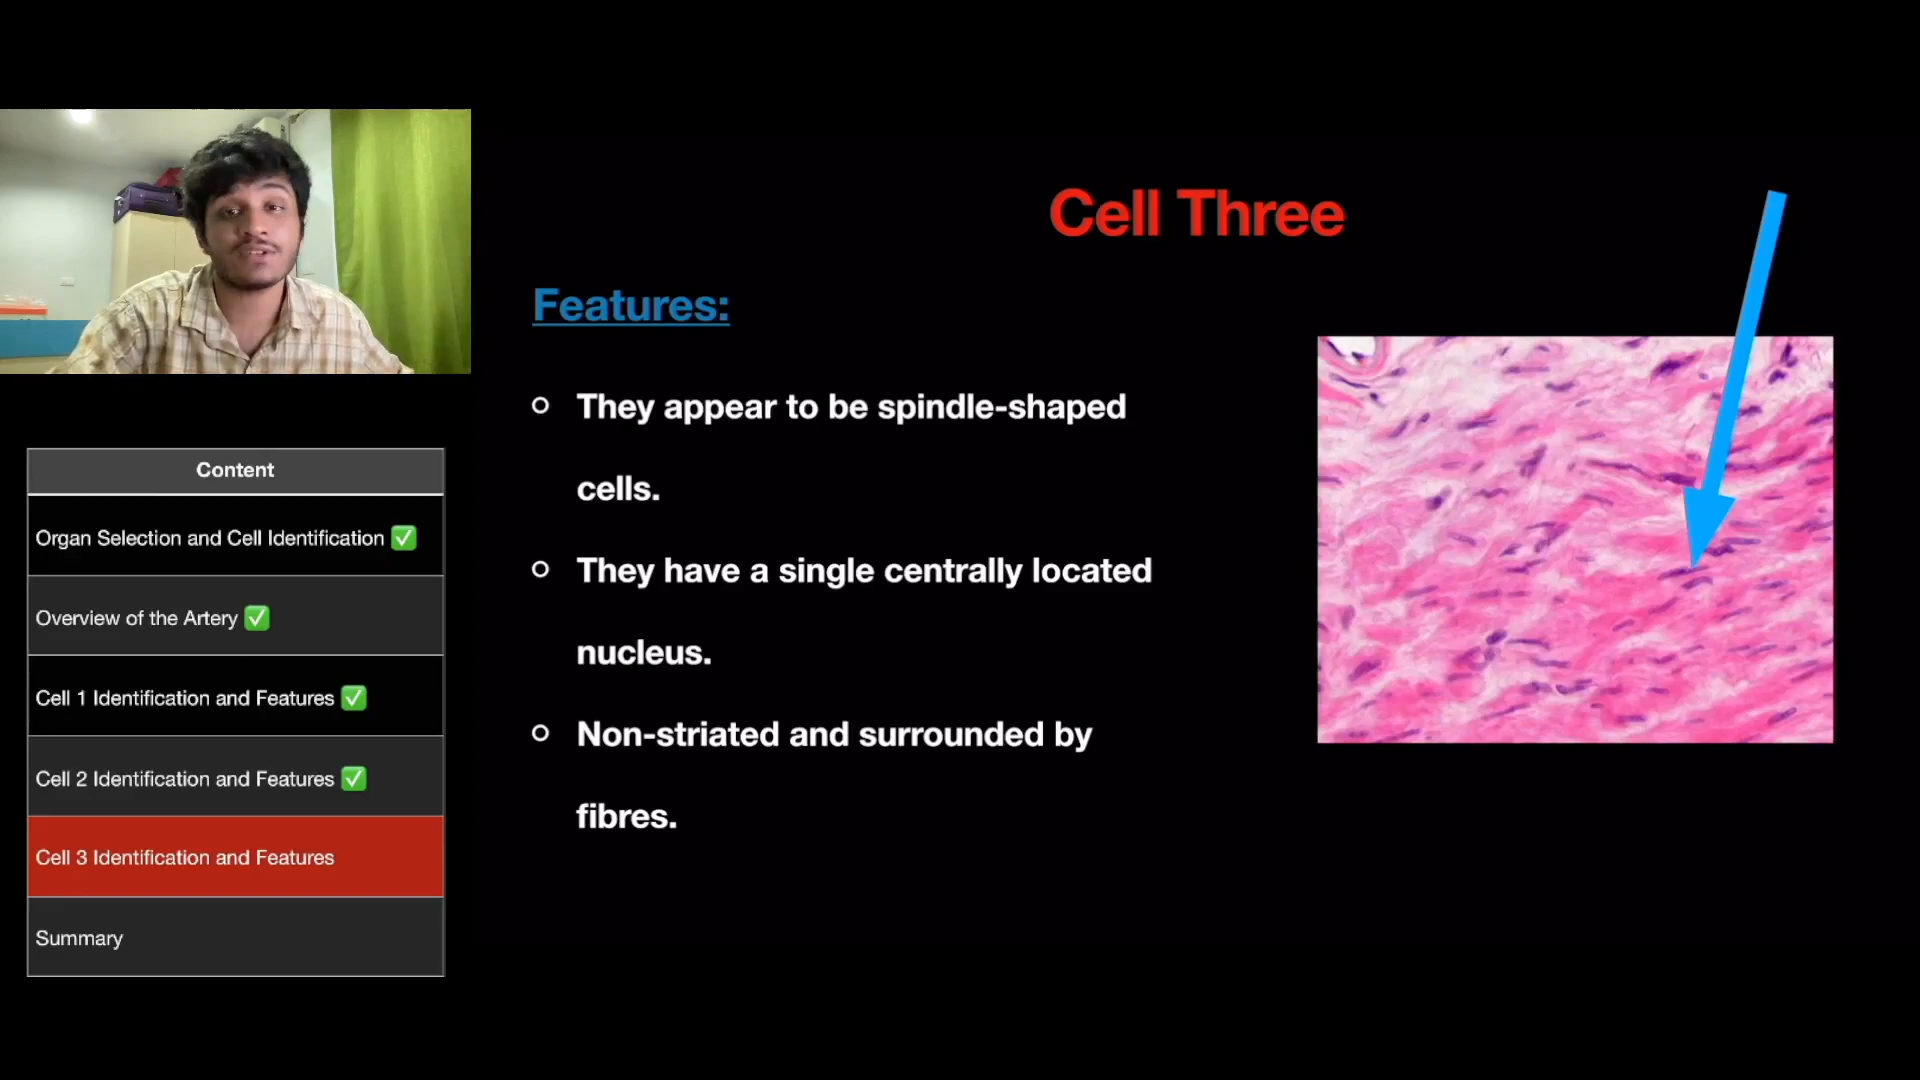 Cell Three
Features:
They appear to be spindle-shaped
cells.
They have a single centrally located
nucleus.
Non-striated and surrounded by
fibres.
Content
Organ Selection and Cell Identification ✅
Overview of the Artery ✅
Cell 1 Identification and Features ✅
Cell 2 Identification and Features ✅
Cell 3 Identification and Features
Summary